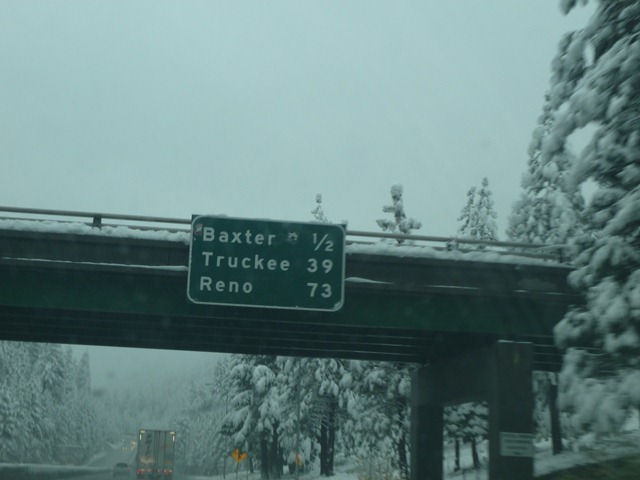 Baxter 1/2
Truckee 39
Reno 73